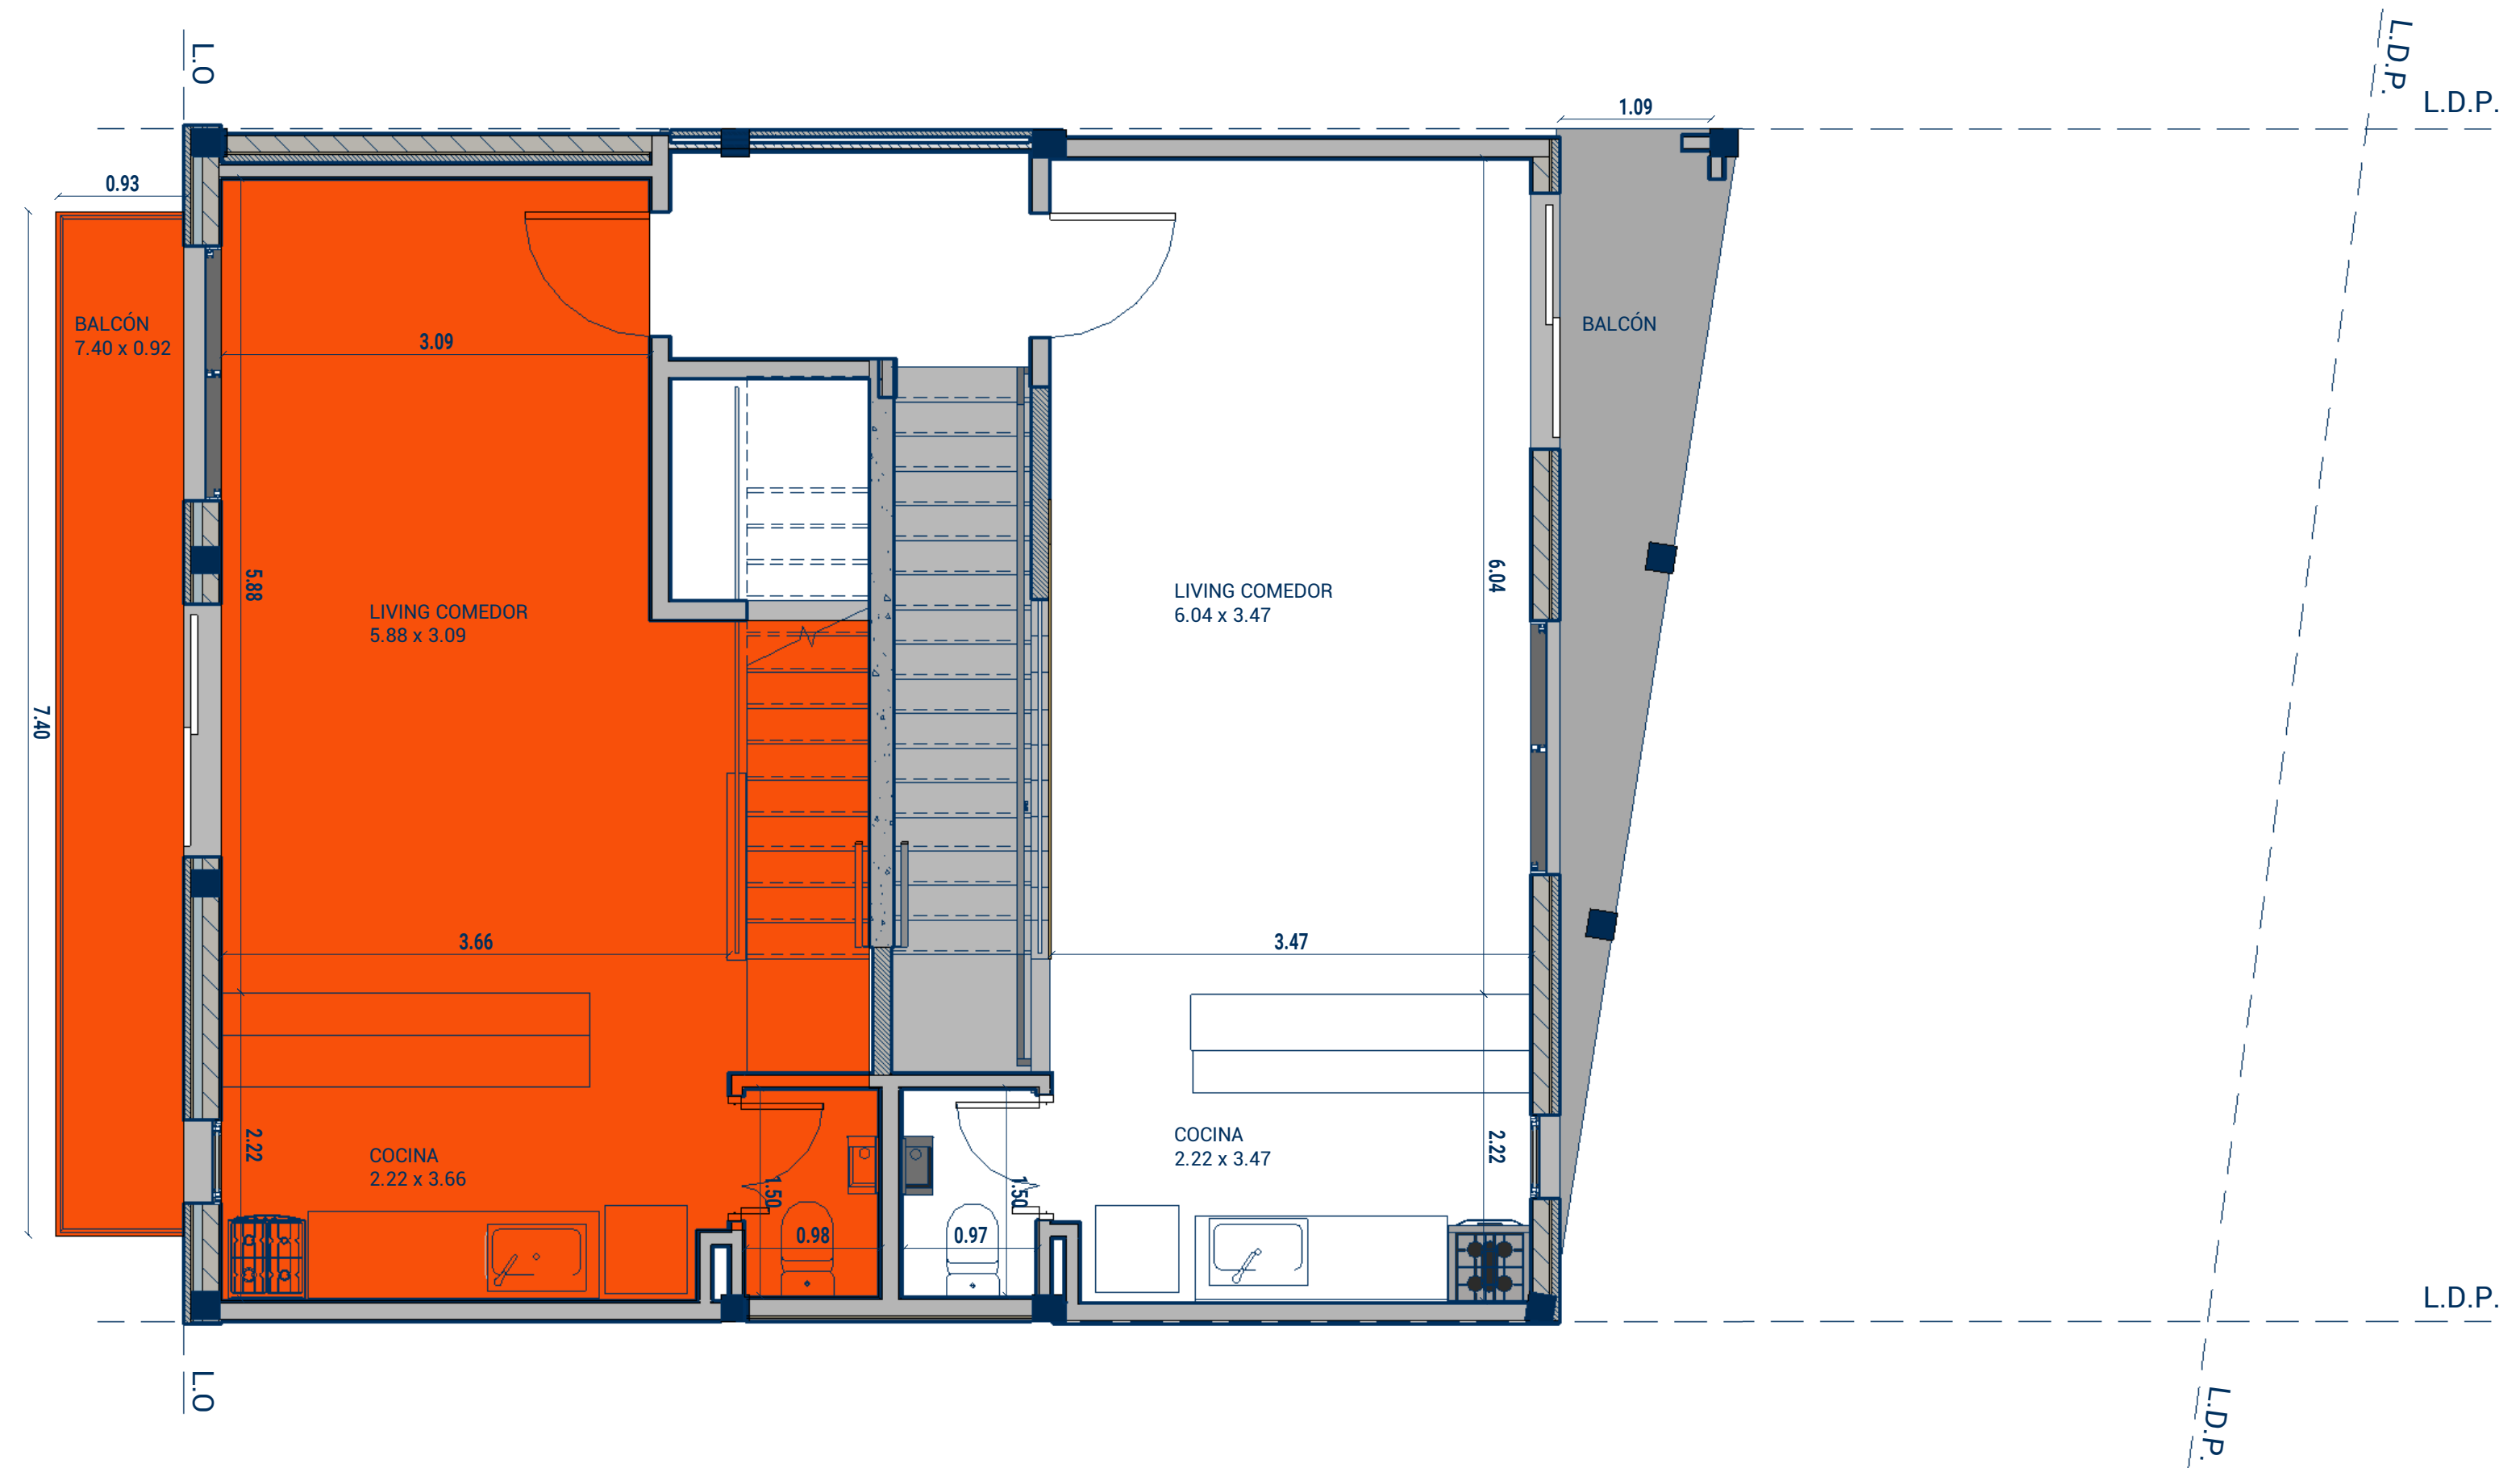 L.O
L.D.P.
L.D.P.
1.09
0.93
BALCÓN
7.40 x 0.92
BALCÓN
3.09
5.88
6.04
LIVING COMEDOR
5.88 x 3.09
LIVING COMEDOR
6.04 x 3.47
7.40
3.66
3.47
2.22
COCINA
2.22 x 3.66
COCINA
2.22 x 3.47
2.22
1.50
1.50
0.98
0.97
L.D.P.
L.O
L.D.P.